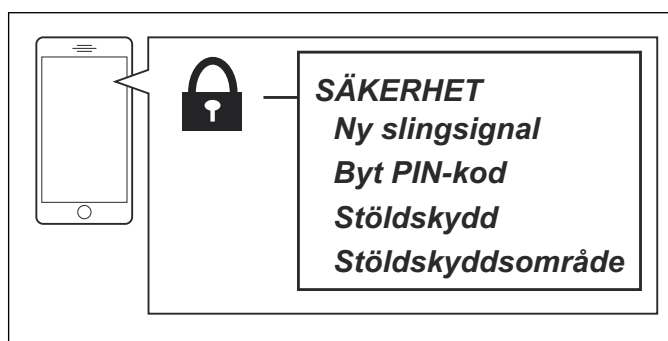 SÄKERHET
Ny slingsignal
Byt PIN-kod
Stöldskydd
Stöldskyddsområde